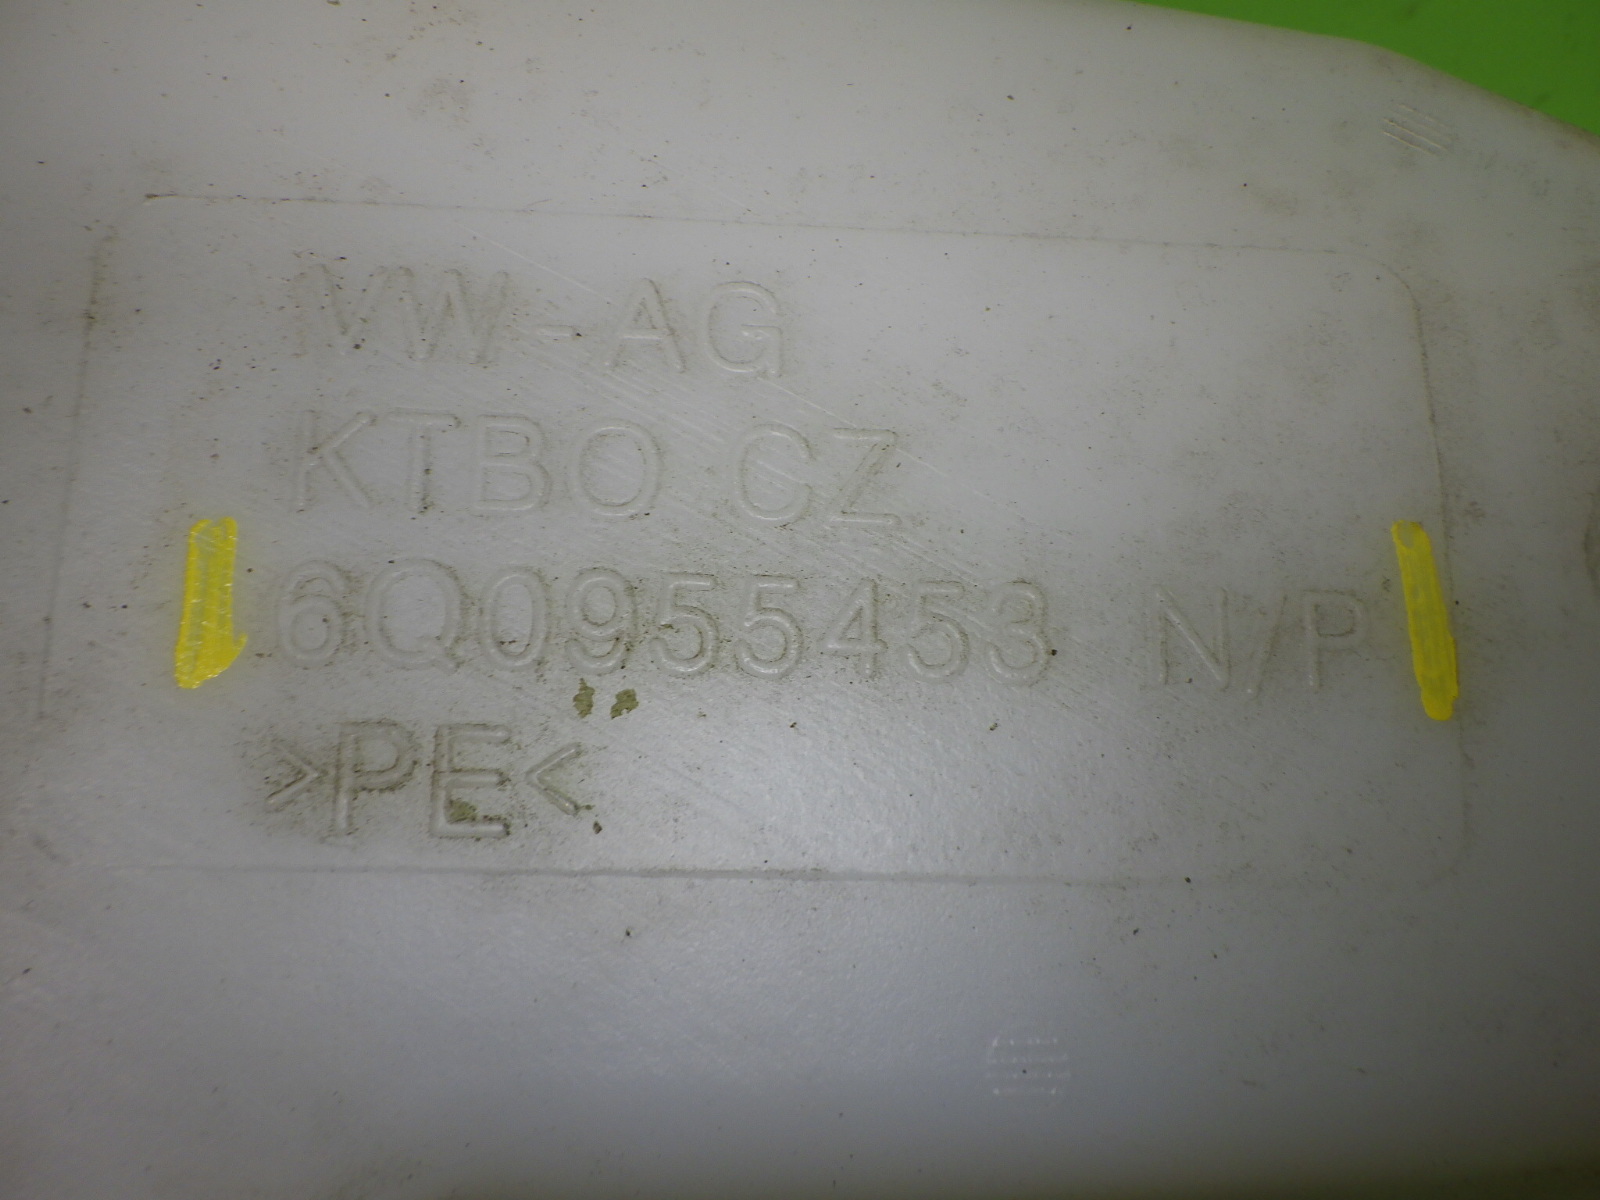 VW-AG
KTBO CZ
6Q0955453 N/P
>PE<